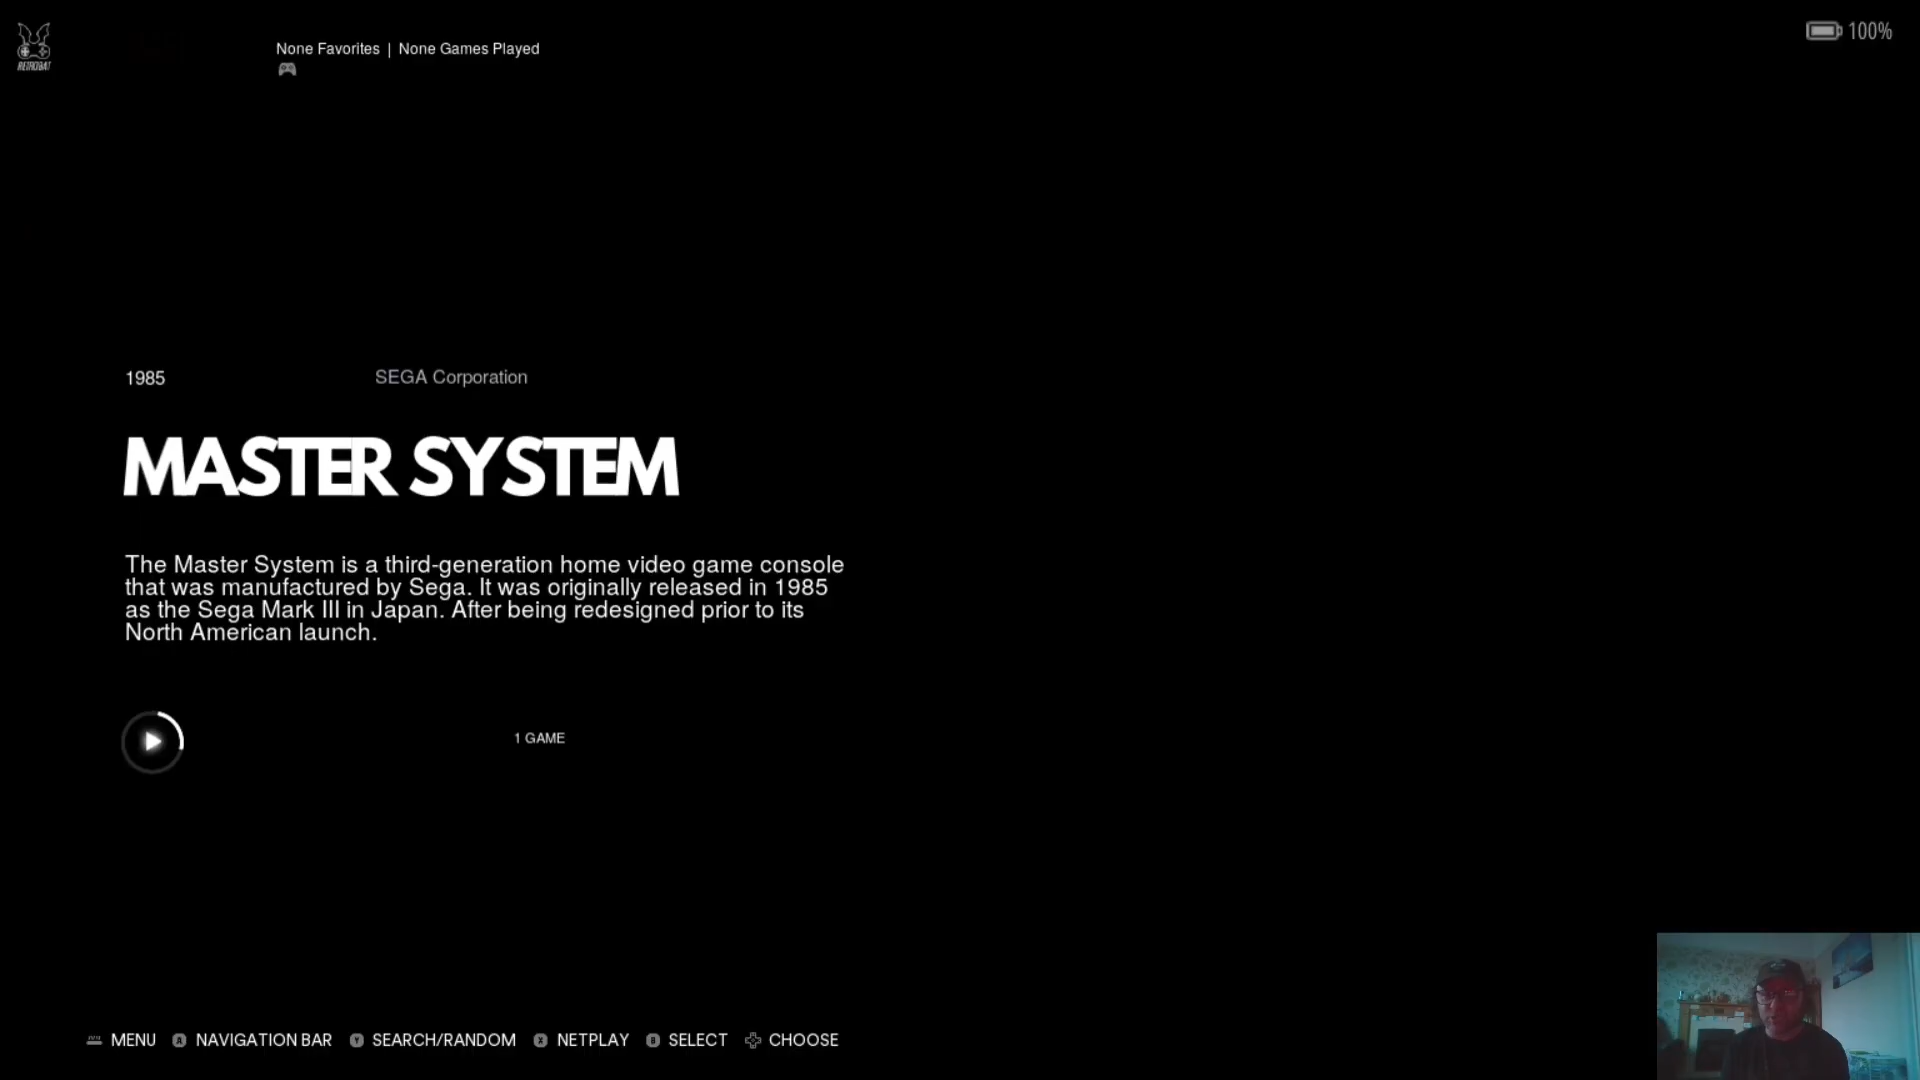 RETROBAT
None Favorites | None Games Played
100%
1985
SEGA Corporation
MASTER SYSTEM
The Master System is a third-generation home video game console
that was manufactured by Sega. It was originally released in 1985
as the Sega Mark III in Japan. After being redesigned prior to its
North American launch.
1 GAME
MENU A NAVIGATION BAR Y SEARCH/RANDOM X NETPLAY B SELECT CHOOSE